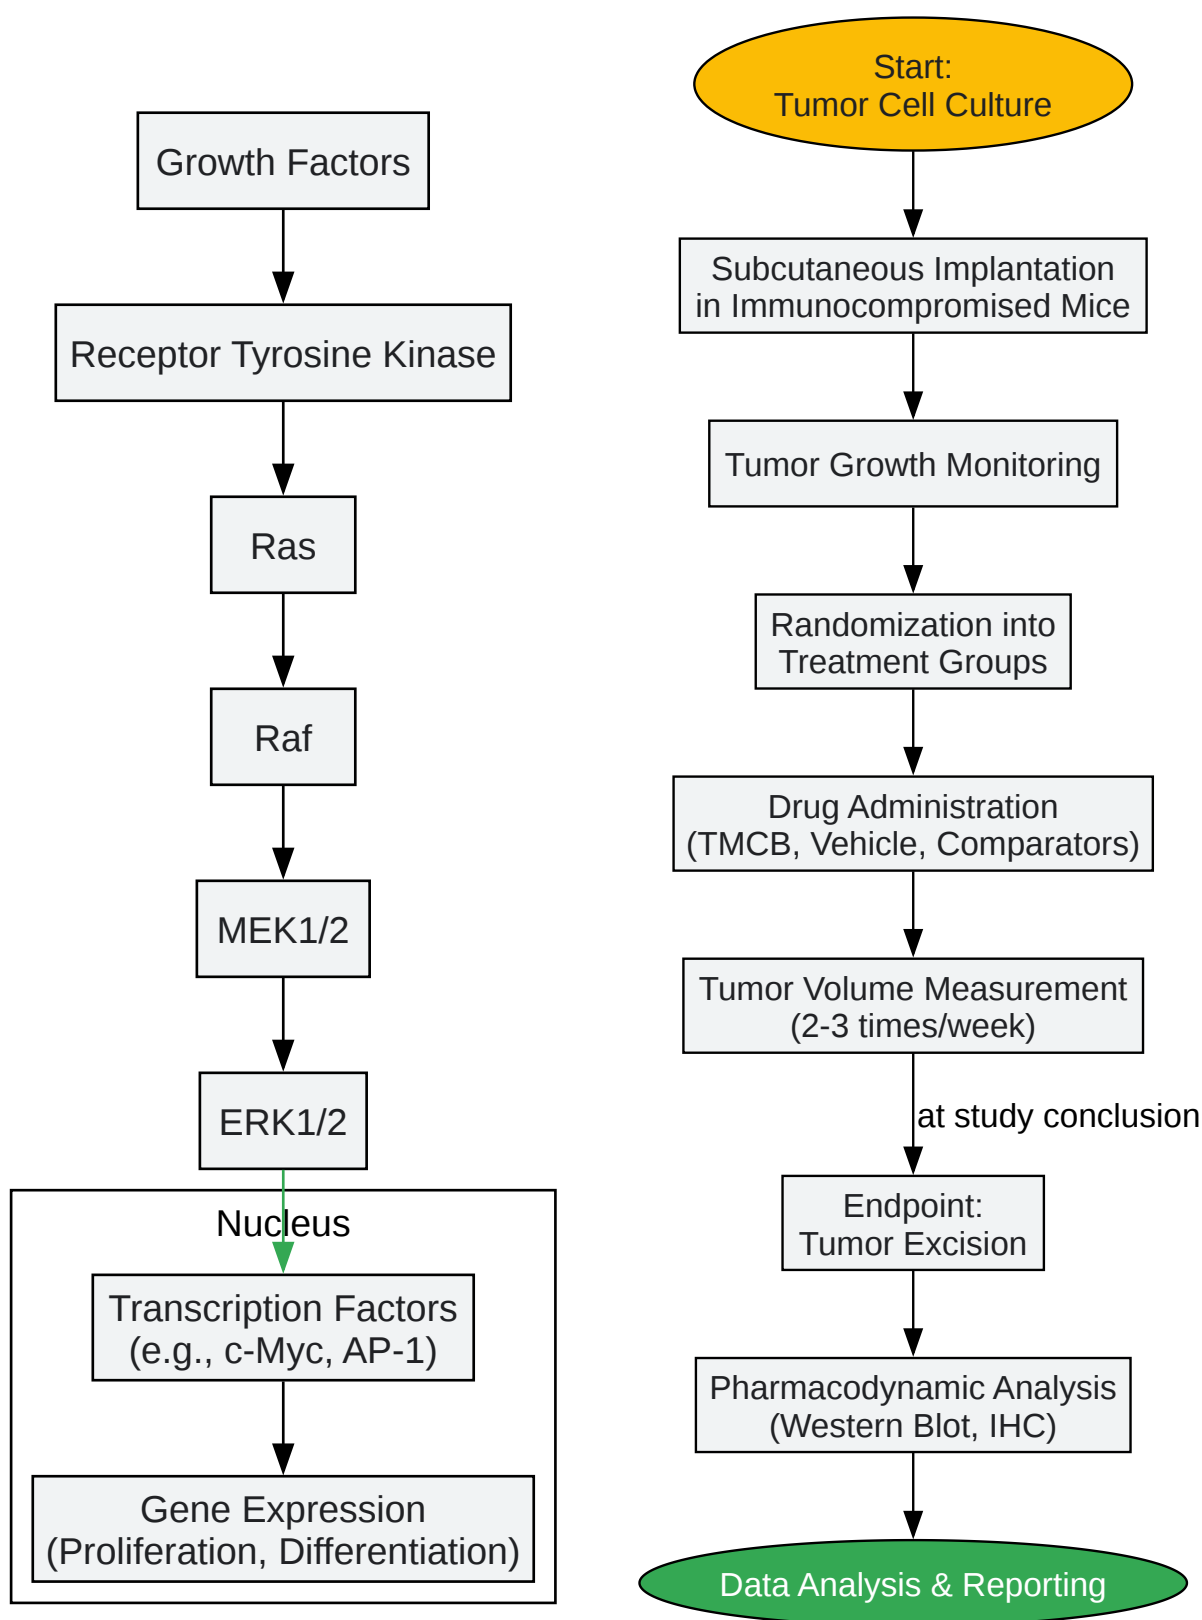 Growth Factors
Receptor Tyrosine Kinase
Ras
Raf
MEK1/2
ERK1/2
Nucleus
Transcription Factors
(e.g., c-Myc, AP-1)
Gene Expression
(Proliferation, Differentiation)
Start:
Tumor Cell Culture
Subcutaneous Implantation
in Immunocompromised Mice
Tumor Growth Monitoring
Randomization into
Treatment Groups
Drug Administration
(TMCB, Vehicle, Comparators)
Tumor Volume Measurement
(2-3 times/week)
at study conclusion
Endpoint:
Tumor Excision
Pharmacodynamic Analysis
(Western Blot, IHC)
Data Analysis & Reporting